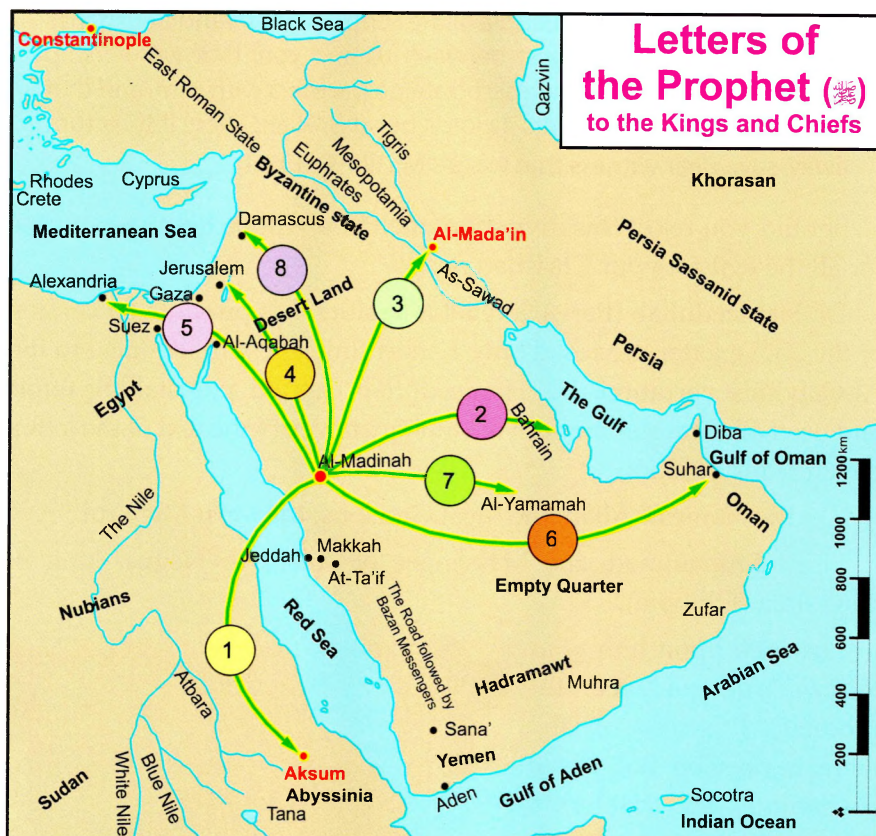 Letters of
the Prophet (ﷺ)
to the Kings and Chiefs
Black Sea
Constantinople
East Roman State
Qazvin
Tigris
Mesopotamia
Euphrates
Byzantine state
Khorasan
Rhodes
Crete
Cyprus
Mediterranean Sea
Damascus
Al-Mada'in
Persia Sassanid state
Jerusalem
8
As-Sawad
Alexandria
Gaza
Desert Land
3
Suez
5
Al-Aqabah
Persia
4
Egypt
2
Bahrain
The Gulf
Diba
Gulf of Oman
Al-Madinah
7
Suhar
Al-Yamamah
Oman
The Nile
6
Jeddah
Makkah
At-Ta'if
Empty Quarter
Nubians
Red Sea
The Road followed by
Bazan Messengers
Zufar
1
Hadramawt
Muhra
Arabian Sea
Atbara
Sana'
Yemen
Aksum
Abyssinia
Aden
Gulf of Aden
Sudan
White Nile
Blue Nile
Tana
Socotra
Indian Ocean
1200 km
1000
800
600
400
200